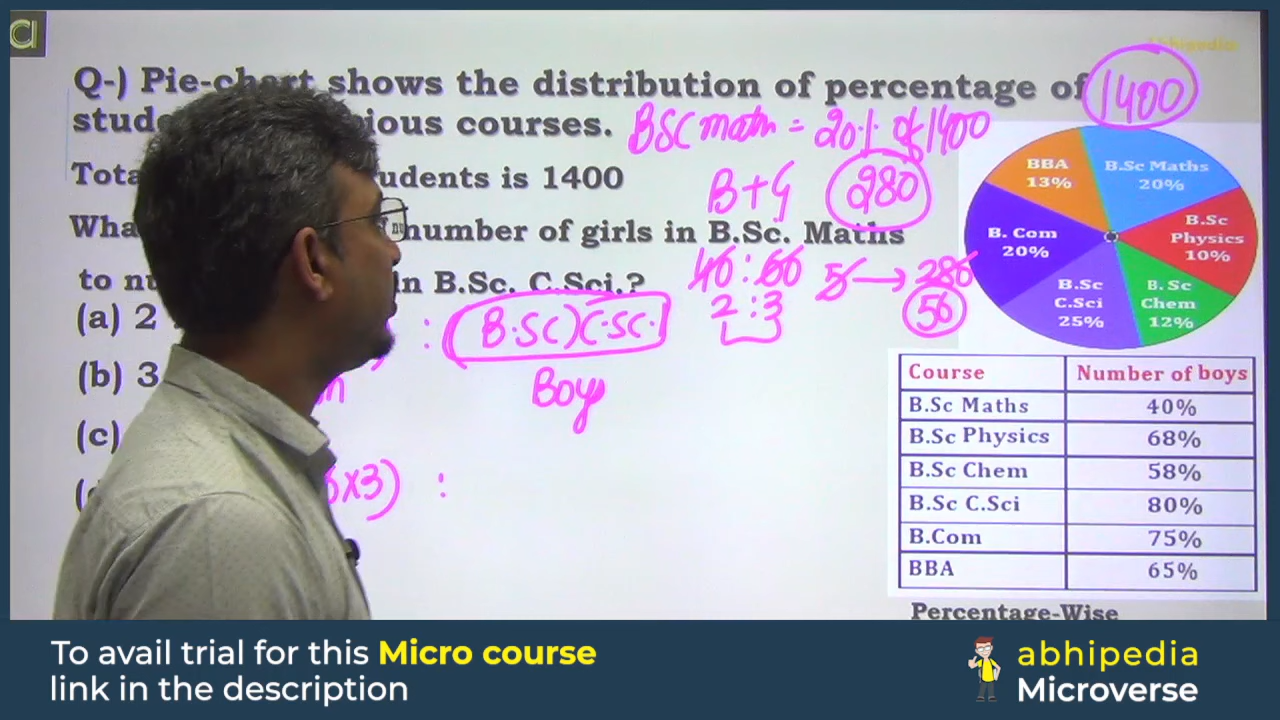 a
Abhipedia
Q-) Pie-chart shows the distribution of percentage of
1400
courses.
BSC math = 20% of 1400
is 1400
B+G 280
number of girls in B.Sc. Maths
40 : 60 5 → 280
in B.Sc. C.Sci.?
2 : 3 56
(a) 2
: (B.SC)(C.SC.)
(b) 3
Boys
(c)
×3) :
BBA
13%
B.Sc Maths
20%
B.Sc
Physics
10%
B. Sc
Chem
12%
B.Sc
C.Sci
25%
B. Com
20%
Course Number of boys
B.Sc Maths 40%
B.Sc Physics 68%
B.Sc Chem 58%
B.Sc C.Sci 80%
B.Com 75%
BBA 65%
Percentage-Wise
To avail trial for this Micro course
link in the description
abhipedia
Microverse